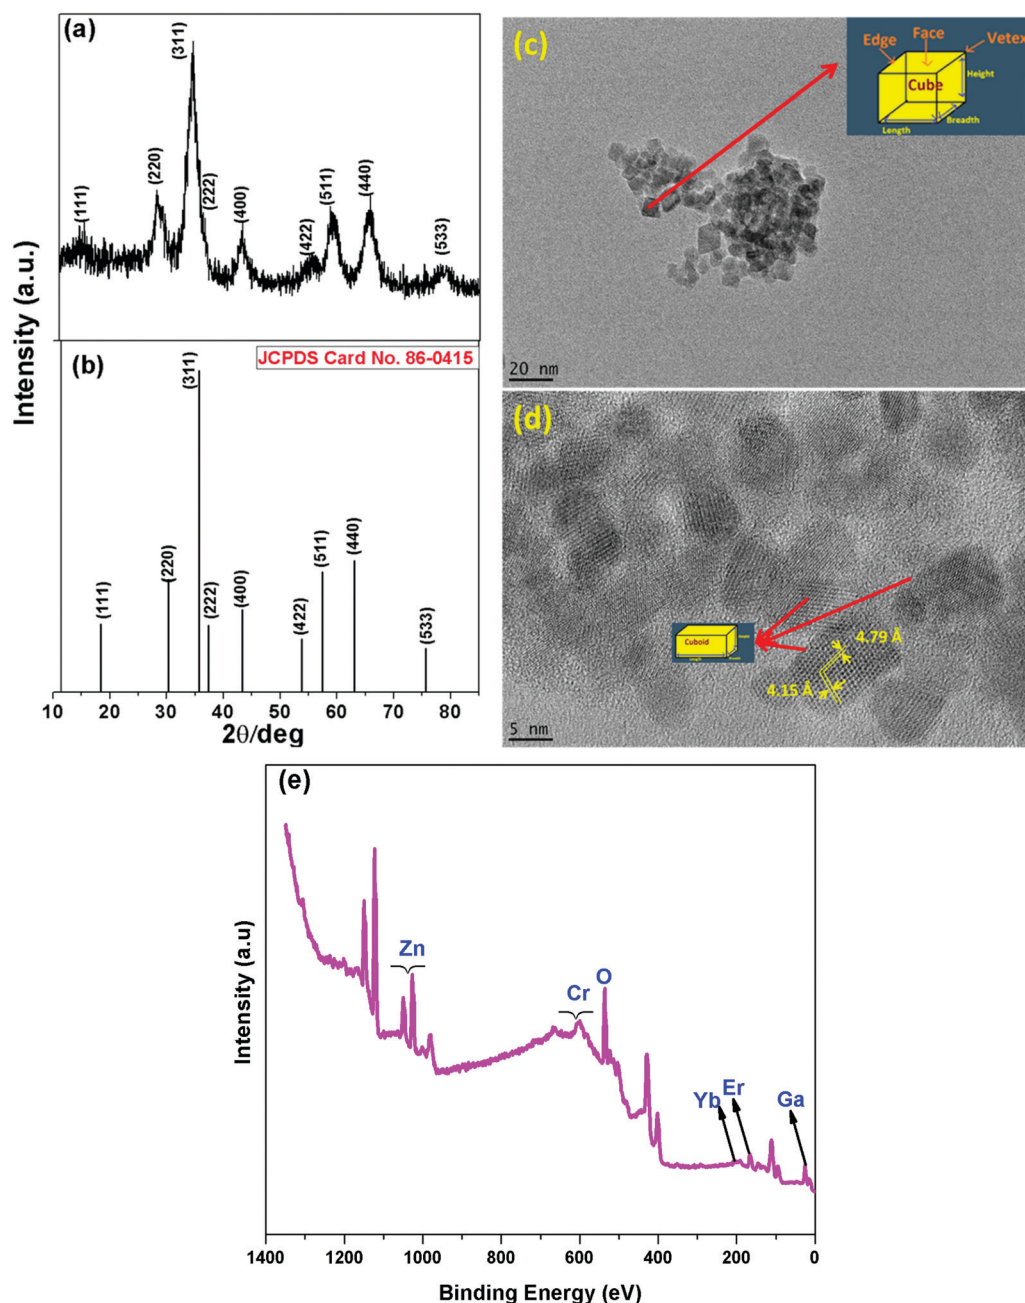 (a)
(111)
(220)
(311)
(222)
(400)
(422)
(511)
(440)
(533)
Intensity (a.u.)
(b)
JCPDS Card No. 86-0415
(111)
(220)
(311)
(222)
(400)
(422)
(511)
(440)
(533)
10 20 30 40 50 60 70 80
2θ/deg
(c)
Edge
Face
Vetex
Cube
Height
Length
Breadth
20 nm
(d)
Cuboid
4.79 Å
4.15 Å
5 nm
(e)
Zn
Cr
O
Yb
Er
Ga
Intensity (a.u)
1400 1200 1000 800 600 400 200 0
Binding Energy (eV)